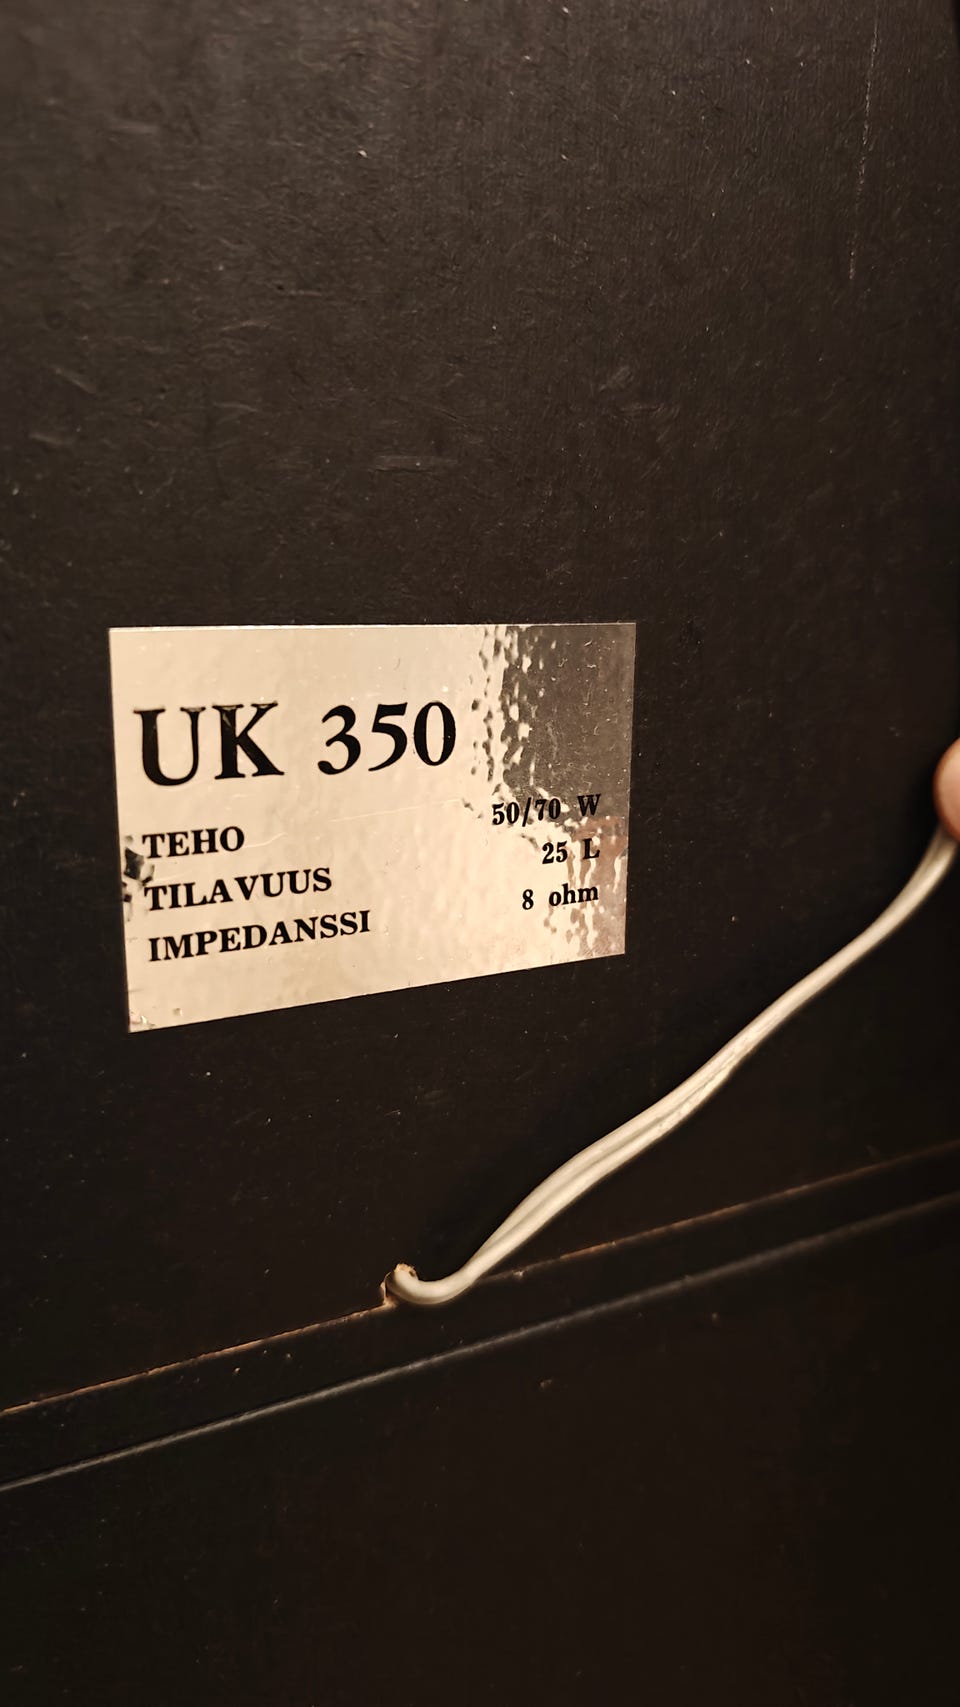 UK 350
TEHO 50/70 W
TILAVUUS 25 L
IMPEDANSSI 8 ohm